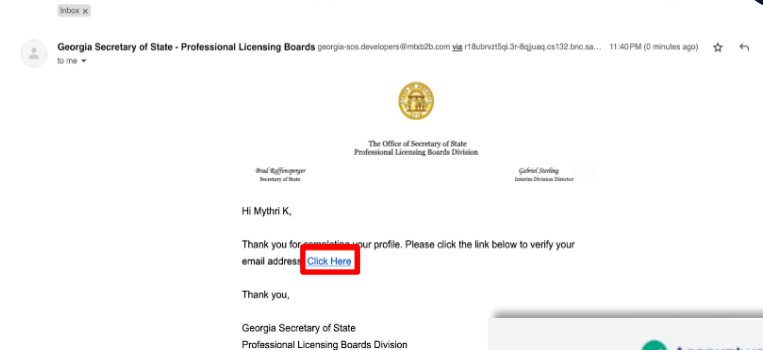 Inbox x
Georgia Secretary of State - Professional Licensing Boards georgia-sos.developers@mtxb2b.com via r18ubrvzt5qi.3r-8qjjuaq.cs132.bnc.sa... 11:40 PM (0 minutes ago)
to me
The Office of Secretary of State
Professional Licensing Boards Division
Brad Raffensperger
Secretary of State
Gabriel Sterling
Interim Division Director
Hi Mythri K,
Thank you for completing your profile. Please click the link below to verify your
email address Click Here
Thank you,
Georgia Secretary of State
Professional Licensing Boards Division